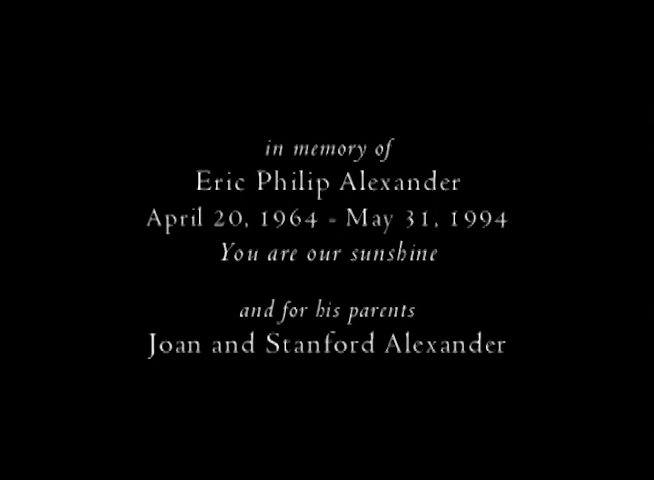 in memory of
Eric Philip Alexander
April 20, 1964 - May 31, 1994
You are our sunshine
and for his parents
Joan and Stanford Alexander